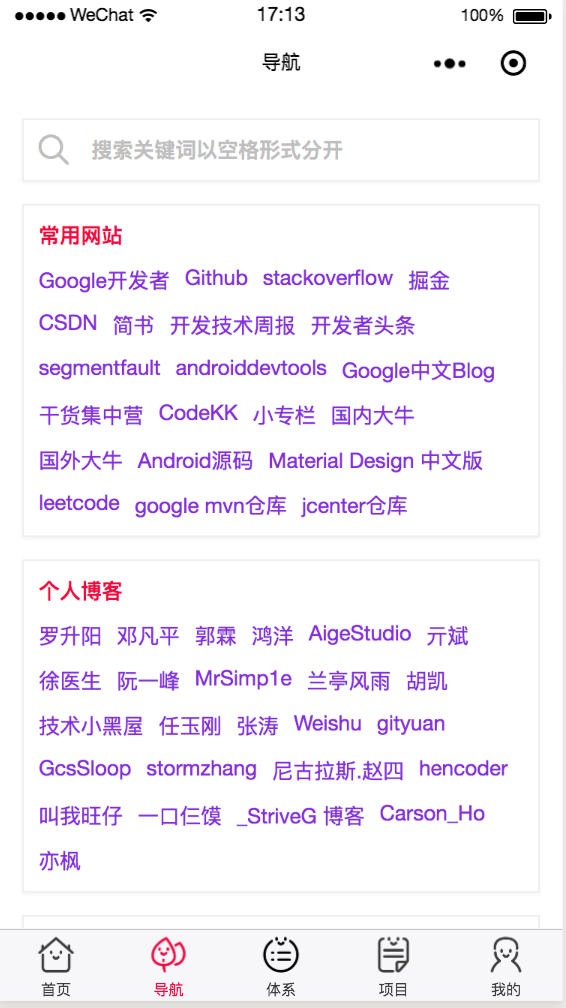 WeChat 17:13 100%
导航
搜索关键词以空格形式分开
常用网站
Google开发者 Github stackoverflow 掘金
CSDN 简书 开发技术周报 开发者头条
segmentfault androiddevtools Google中文Blog
干货集中营 CodeKK 小专栏 国内大牛
国外大牛 Android源码 Material Design 中文版
leetcode google mvn仓库 jcenter仓库
个人博客
罗升阳 邓凡平 郭霖 鸿洋 AigeStudio 亓斌
徐医生 阮一峰 MrSimp1e 兰亭风雨 胡凯
技术小黑屋 任玉刚 张涛 Weishu gityuan
GcsSloop stormzhang 尼古拉斯.赵四 hencoder
叫我旺仔 一口仨馍 _StriveG 博客 Carson_Ho
亦枫
首页 导航 体系 项目 我的